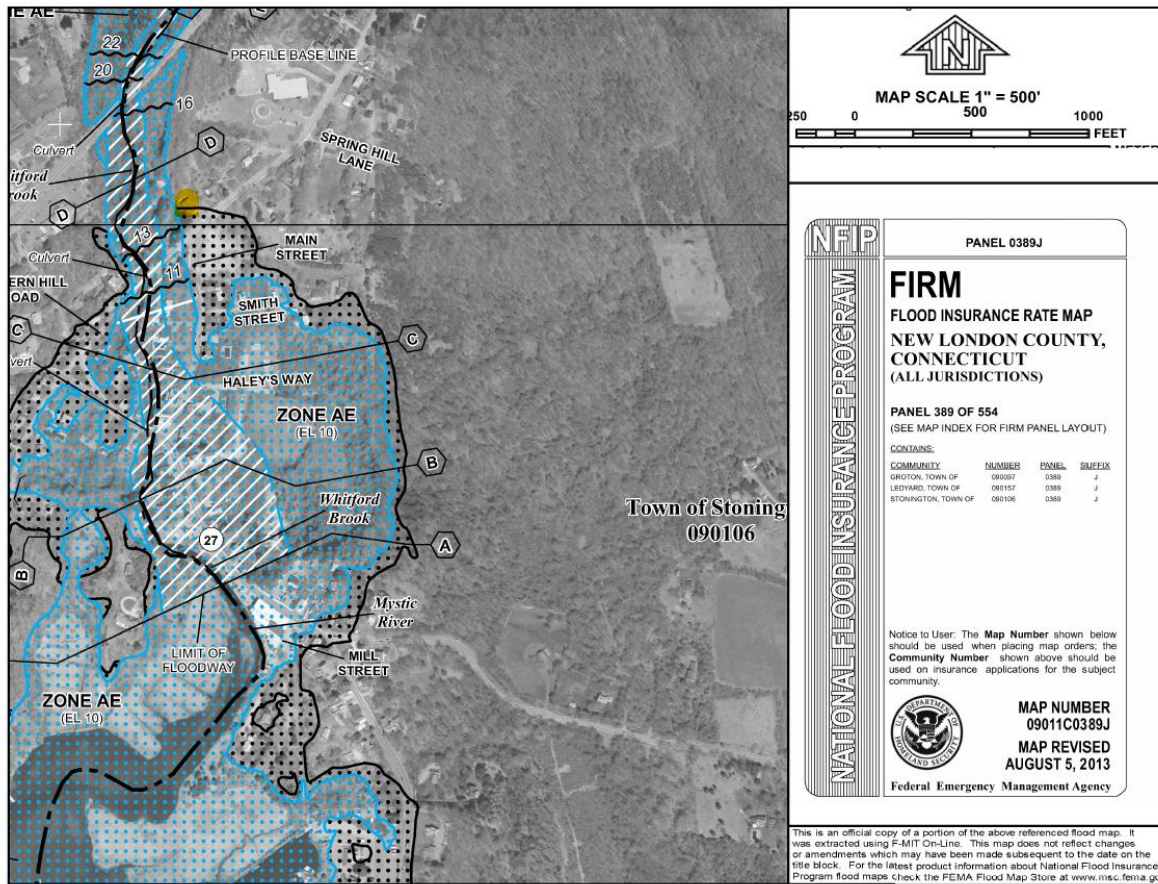 NE AE
22
PROFILE BASE LINE
20
16
D
Culvert
SPRING HILL
LANE
itford
rook
D
13
MAIN
STREET
Culvert
11
ERN HILL
OAD
SMITH
STREET
C
C
vert
HALEY'S WAY
ZONE AE
(EL 10)
B
Whitford
Brook
Town of Stoning
090106
27
A
B
Mystic
River
LIMIT OF
FLOODWAY
MILL
STREET
ZONE AE
(EL 10)
N
MAP SCALE 1" = 500'
250 0 500 1000
FEET
NFIP
PANEL 0389J
NATIONAL FLOOD INSURANCE PROGRAM
FIRM
FLOOD INSURANCE RATE MAP
NEW LONDON COUNTY,
CONNECTICUT
(ALL JURISDICTIONS)
PANEL 389 OF 554
(SEE MAP INDEX FOR FIRM PANEL LAYOUT)
CONTAINS:
COMMUNITY NUMBER PANEL SUFFIX
GROTON, TOWN OF 090097 0389 J
LEDYARD, TOWN OF 090157 0389 J
STONINGTON, TOWN OF 090106 0389 J
Notice to User: The Map Number shown below
should be used when placing map orders; the
Community Number shown above should be
used on insurance applications for the subject
community.
U.S. DEPARTMENT OF
HOMELAND SECURITY
MAP NUMBER
09011C0389J
MAP REVISED
AUGUST 5, 2013
Federal Emergency Management Agency
This is an official copy of a portion of the above referenced flood map. It
was extracted using F-MIT On-Line. This map does not reflect changes
or amendments which may have been made subsequent to the date on the
title block. For the latest product information about National Flood Insurance
Program flood maps check the FEMA Flood Map Store at www.msc.fema.go